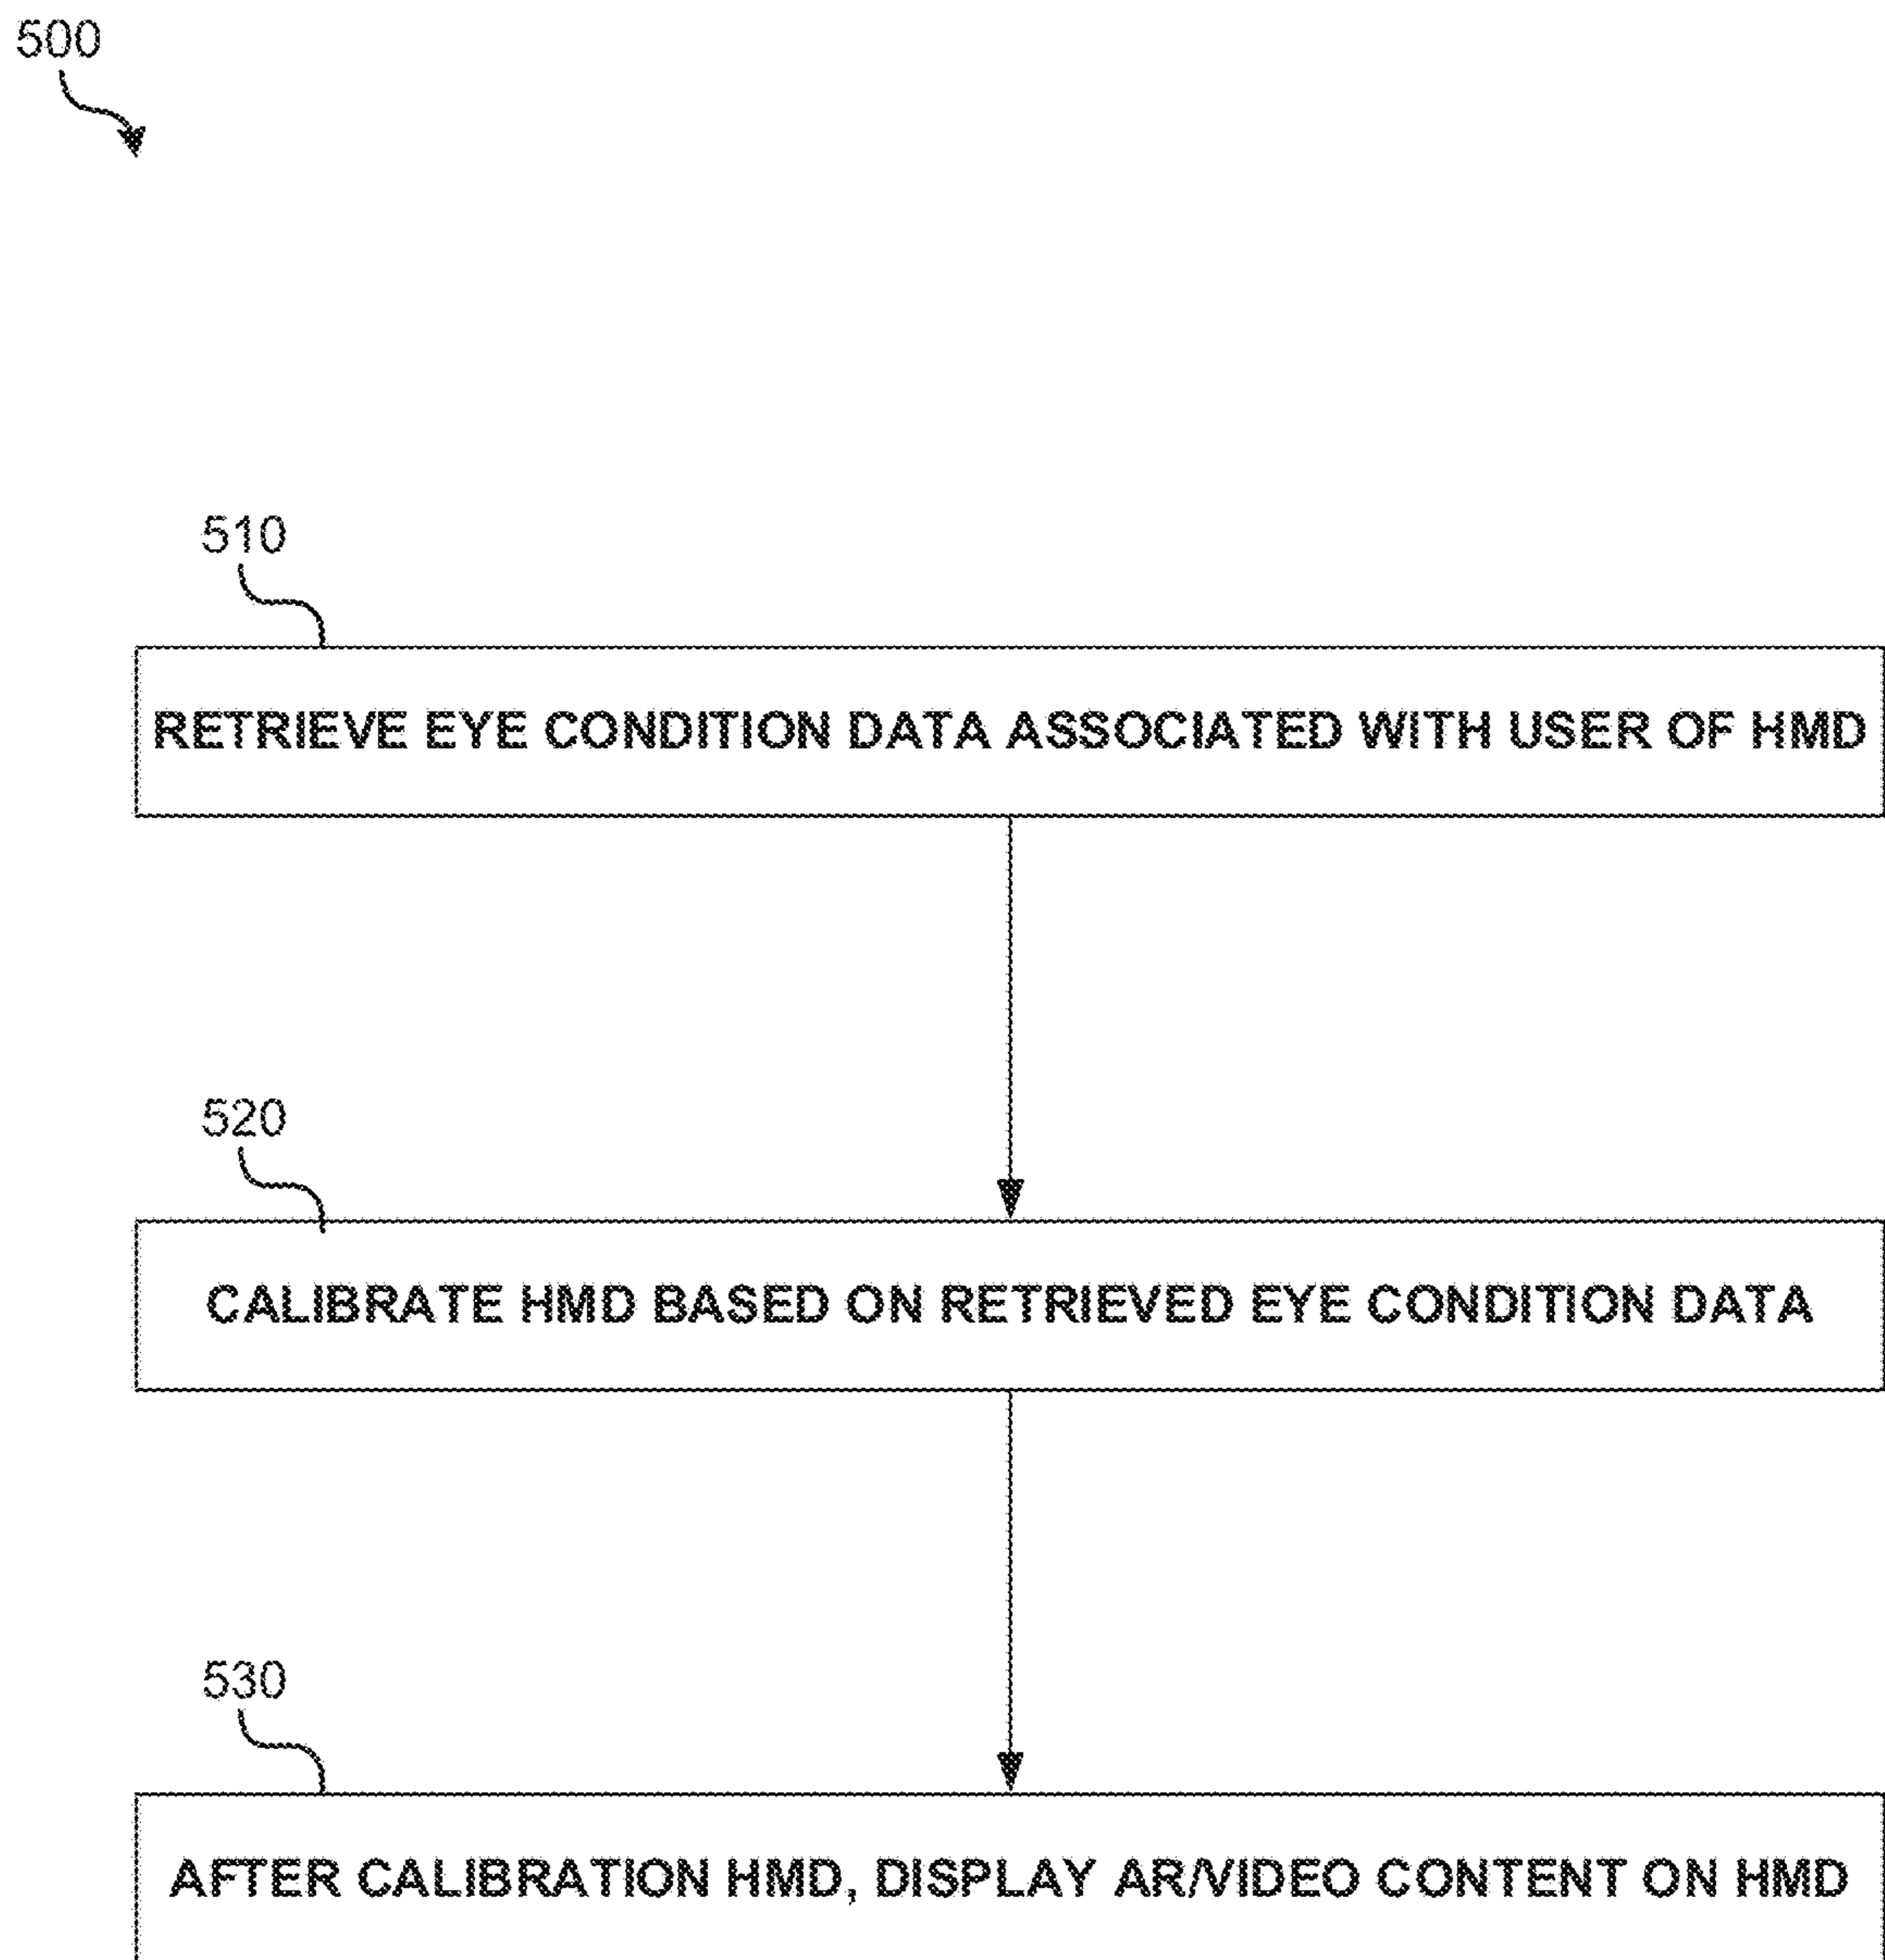 500
510
RETRIEVE EYE CONDITION DATA ASSOCIATED WITH USER OF HMD
520
CALIBRATE HMD BASED ON RETRIEVED EYE CONDITION DATA
530
AFTER CALIBRATION HMD, DISPLAY AR/VIDEO CONTENT ON HMD